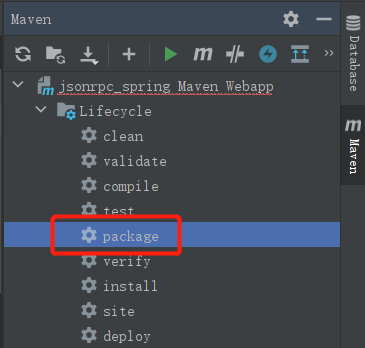 Maven
jsonrpc_spring Maven Webapp
Lifecycle
clean
validate
compile
test
package
verify
install
site
deploy
Database
Maven